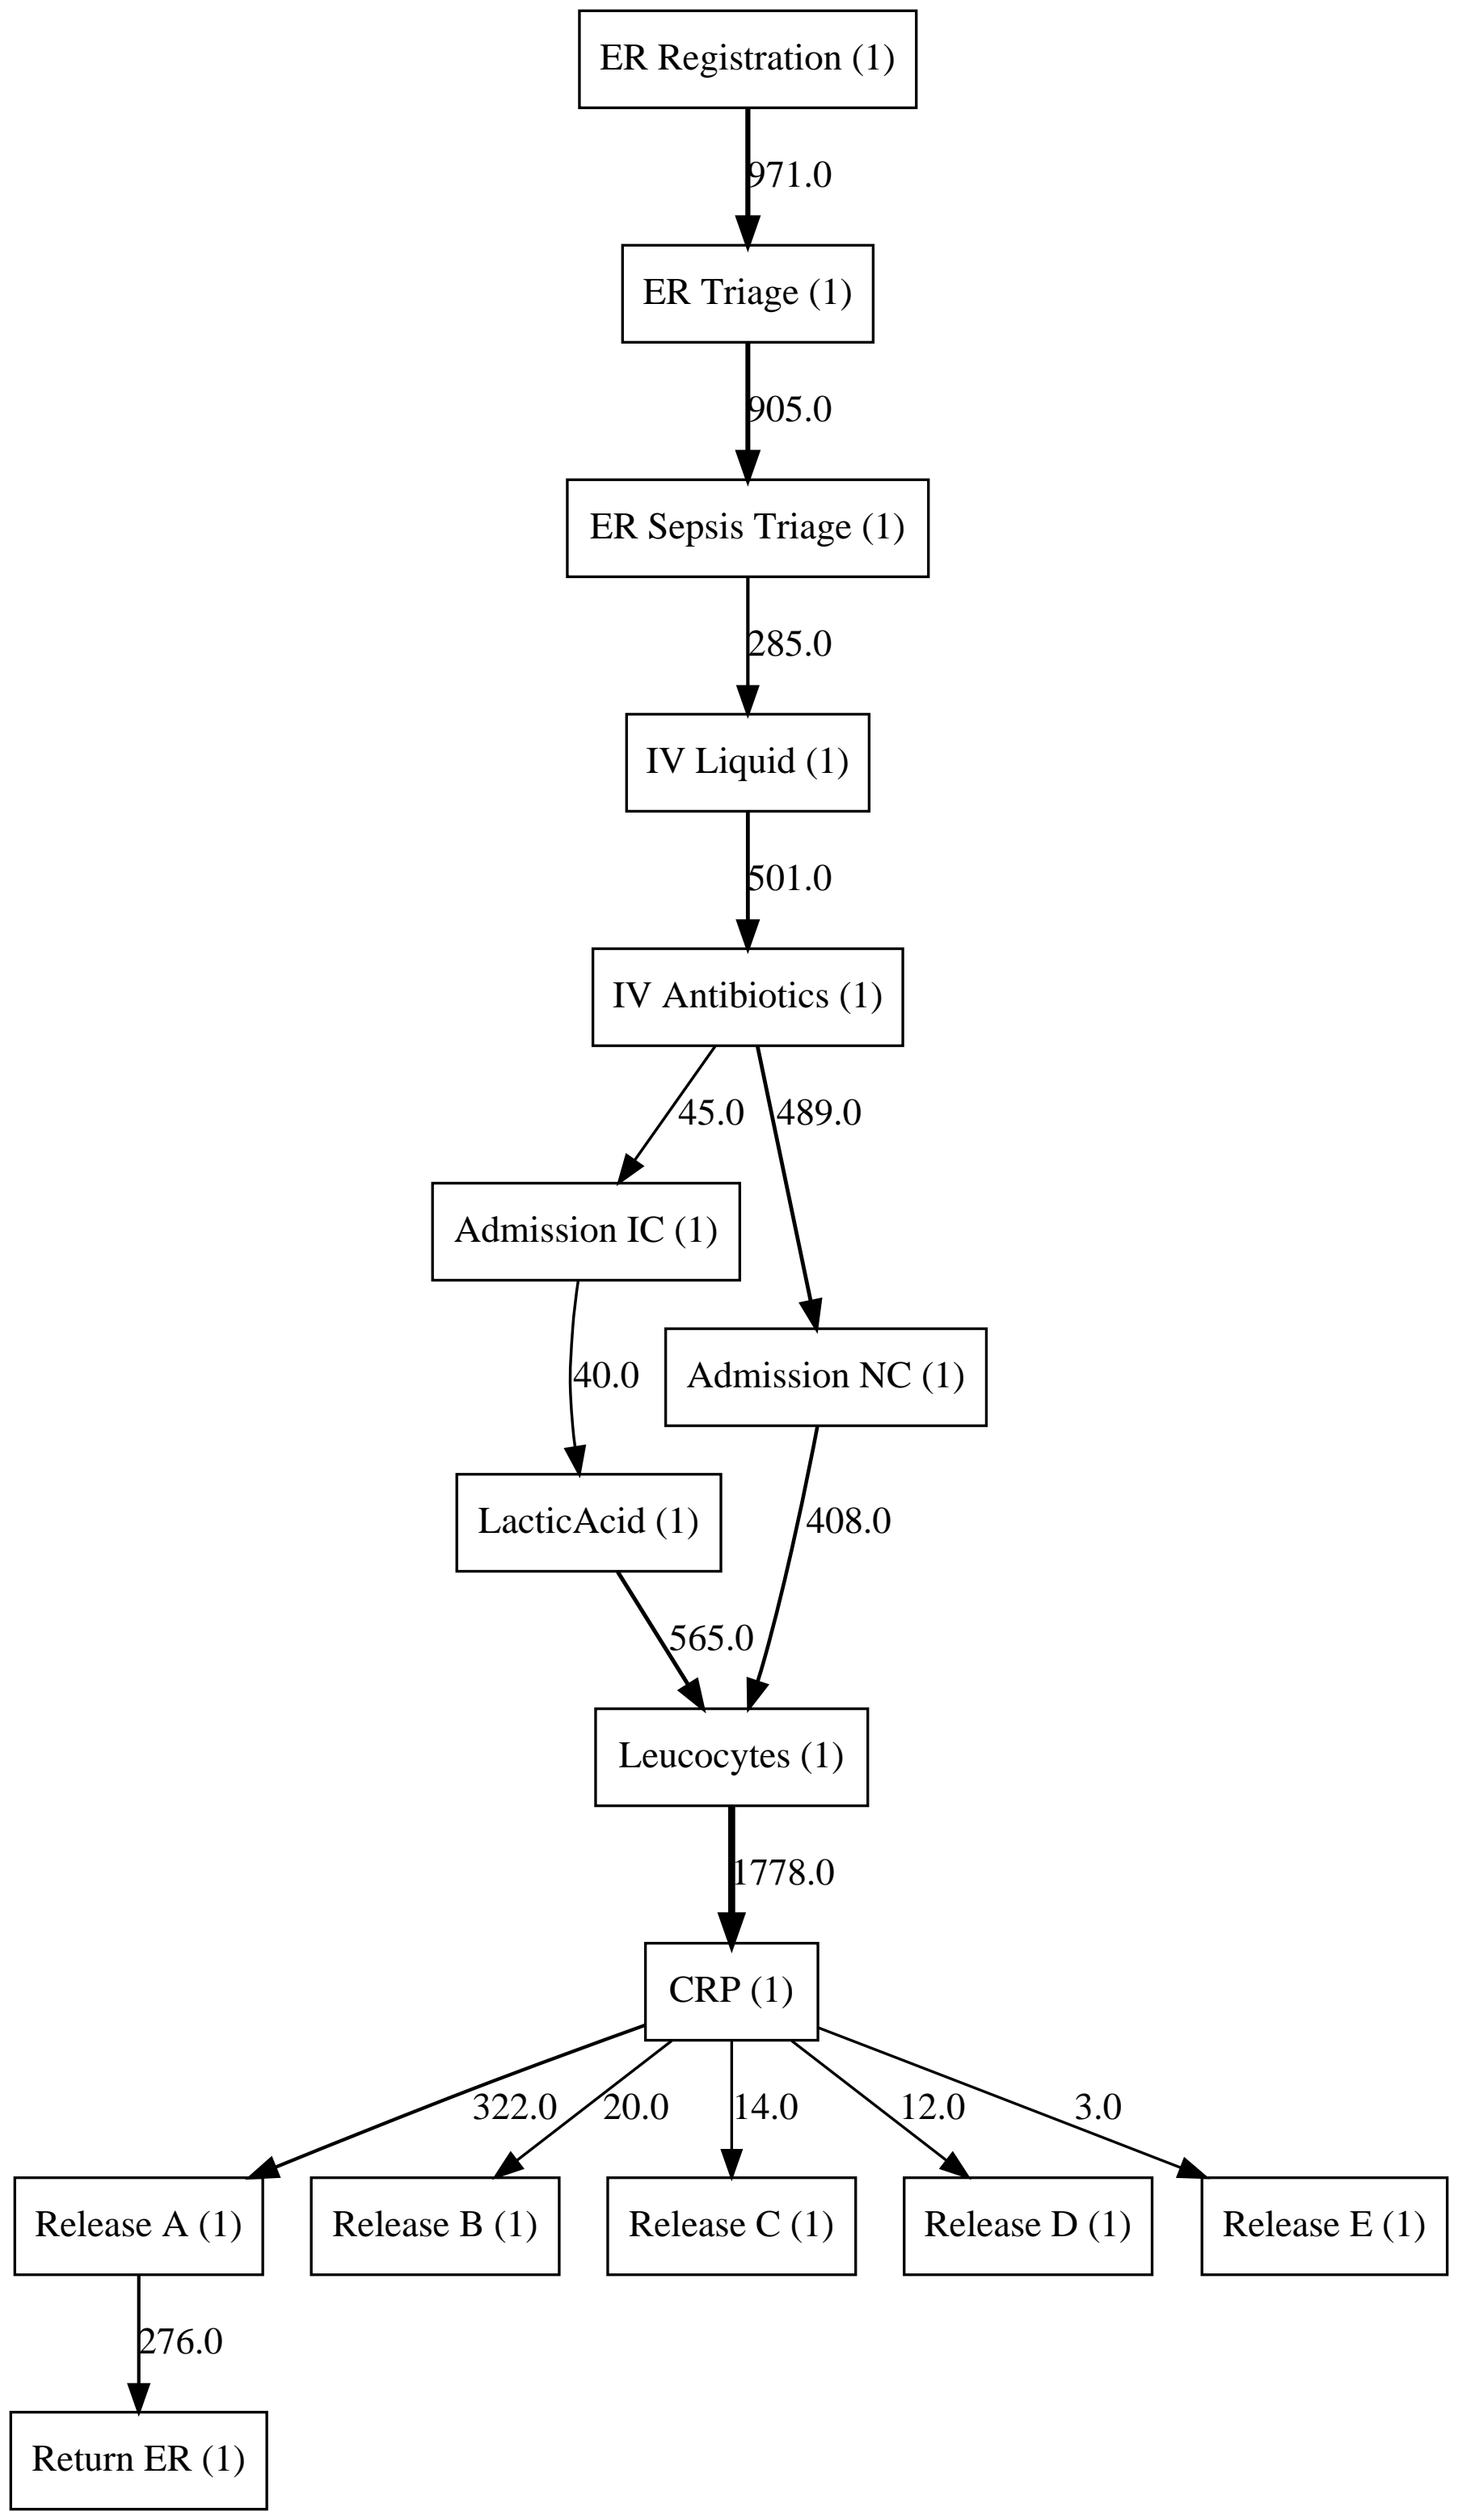 ER Registration (1)
971.0
ER Triage (1)
905.0
ER Sepsis Triage (1)
285.0
IV Liquid (1)
501.0
IV Antibiotics (1)
45.0
489.0
Admission IC (1)
40.0
Admission NC (1)
LacticAcid (1)
408.0
565.0
Leucocytes (1)
1778.0
CRP (1)
322.0
20.0
14.0
12.0
3.0
Release A (1)
Release B (1)
Release C (1)
Release D (1)
Release E (1)
276.0
Return ER (1)